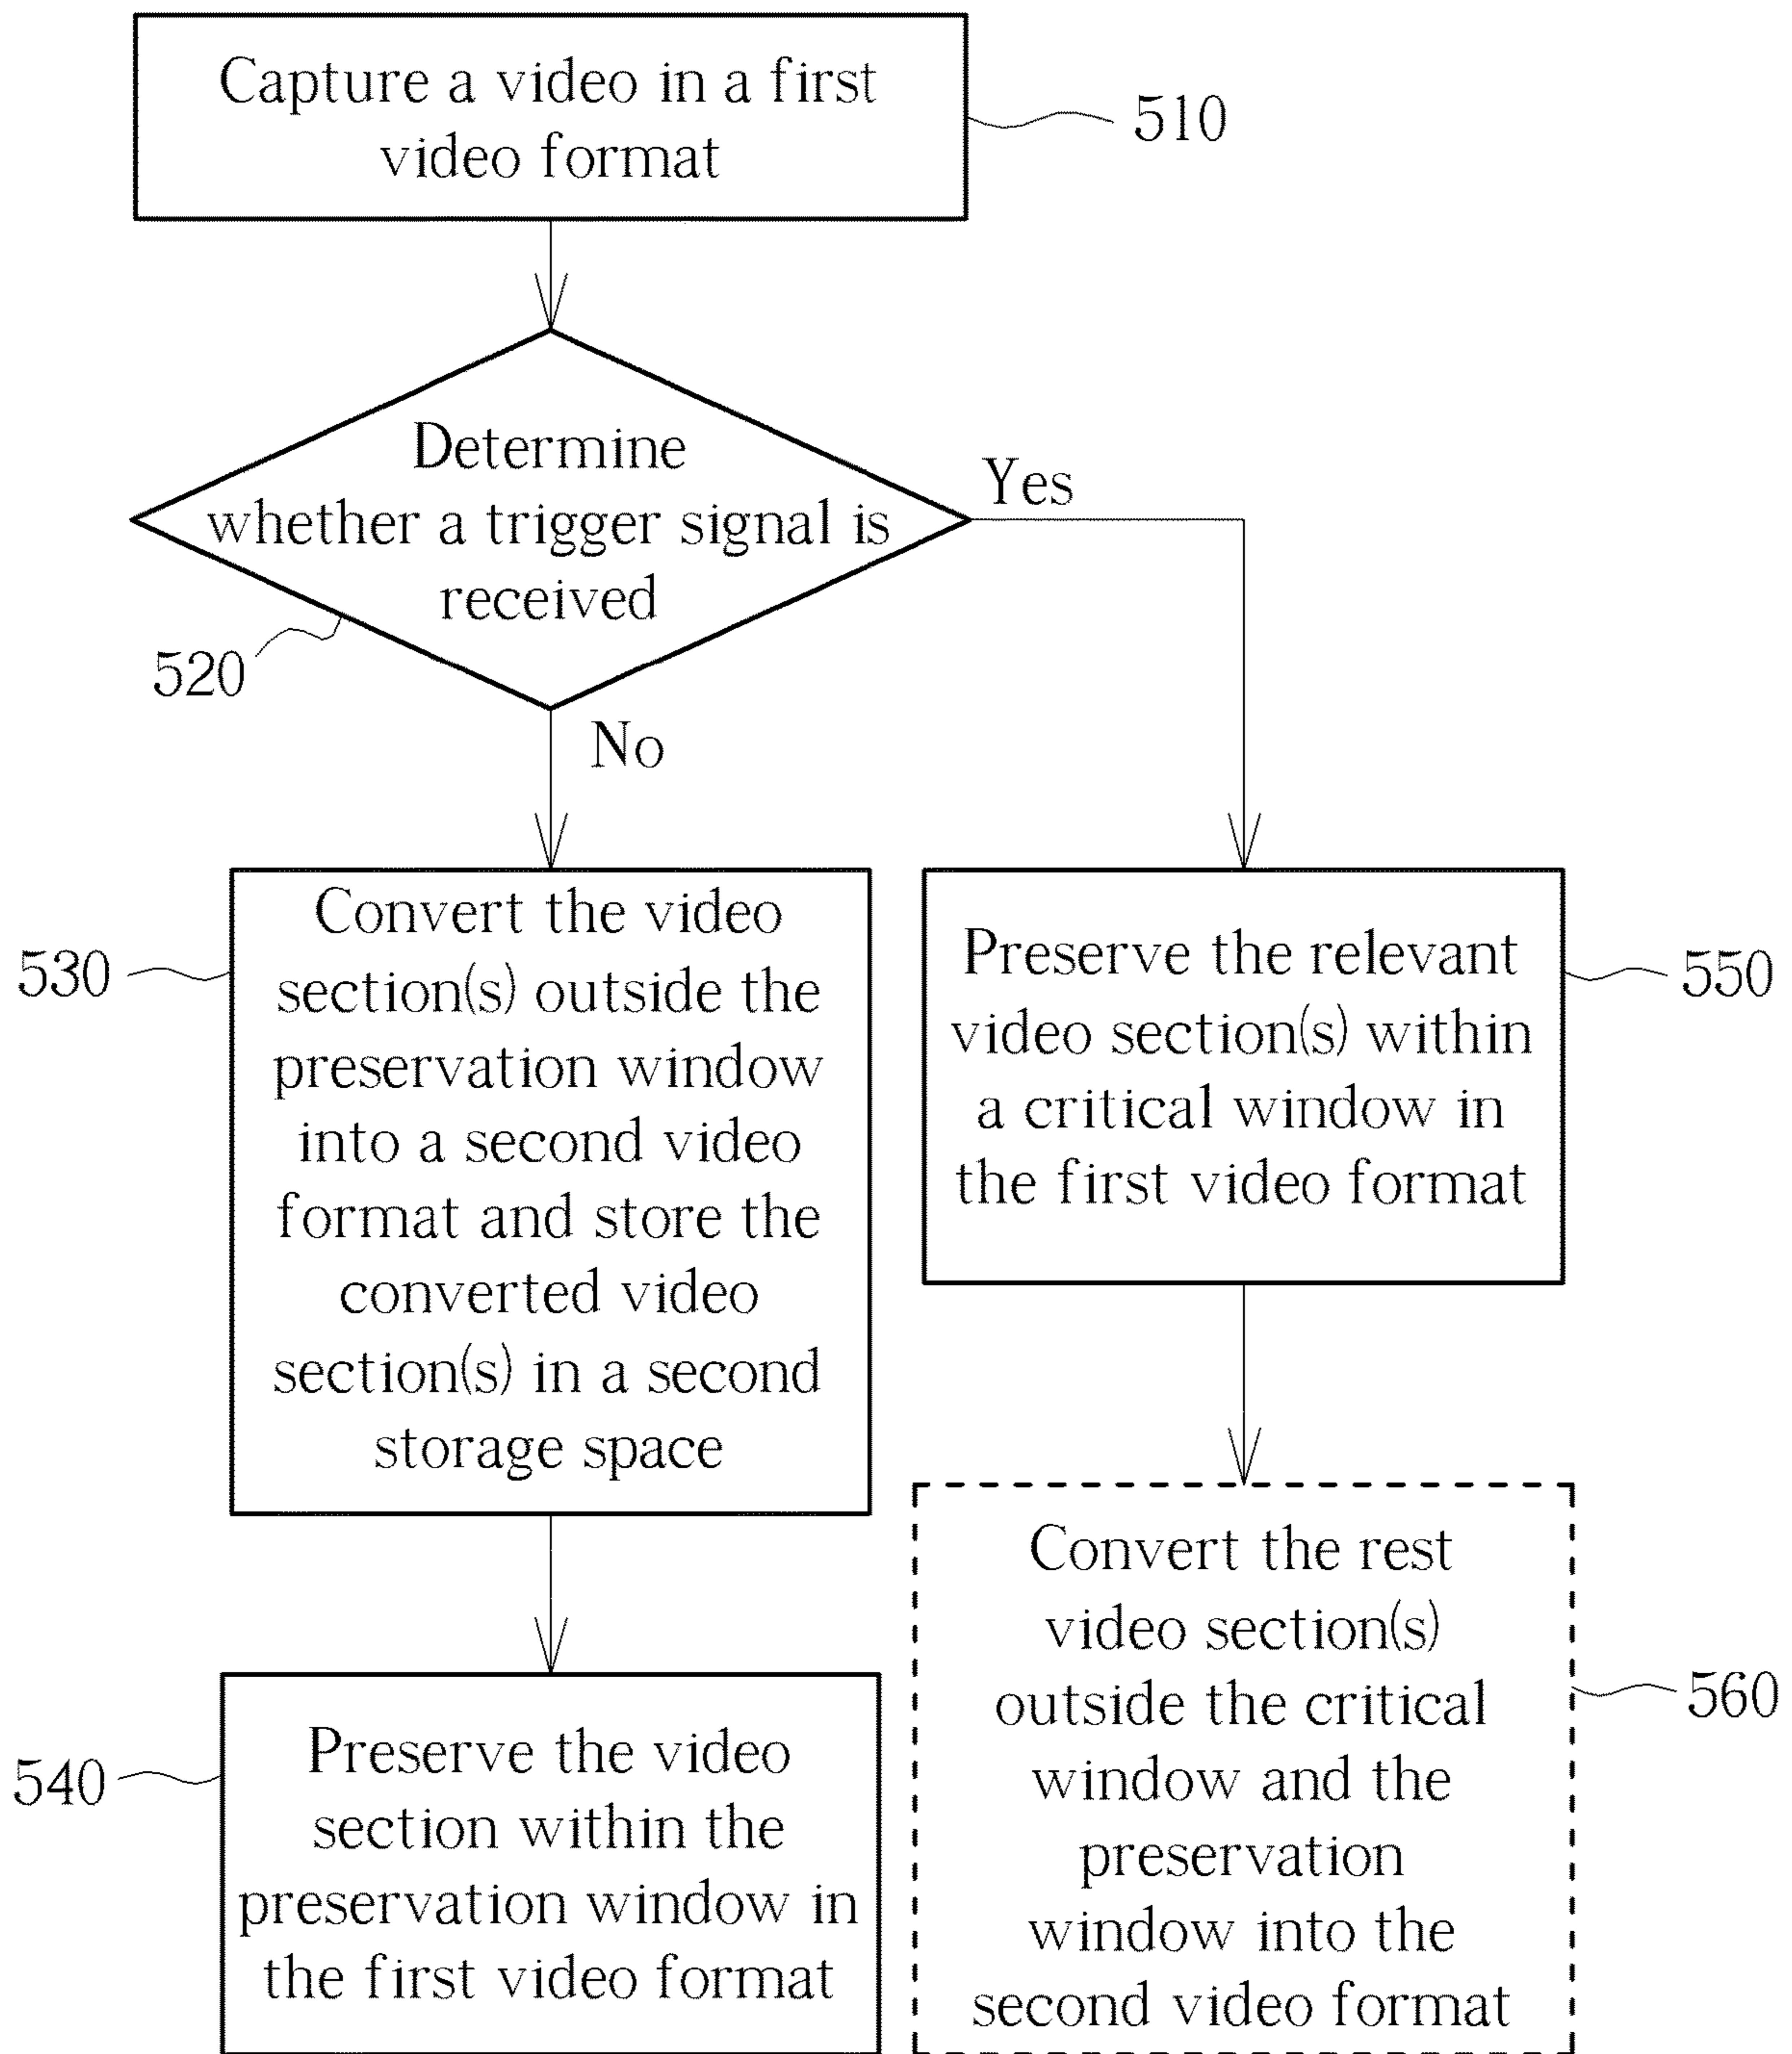 Capture a video in a first
video format
510
Determine
whether a trigger signal is
received
520
Yes
No
530
Convert the video
section(s) outside the
preservation window
into a second video
format and store the
converted video
section(s) in a second
storage space
550
Preserve the relevant
video section(s) within
a critical window in
the first video format
540
Preserve the video
section within the
preservation window in
the first video format
560
Convert the rest
video section(s)
outside the critical
window and the
preservation
window into the
second video format